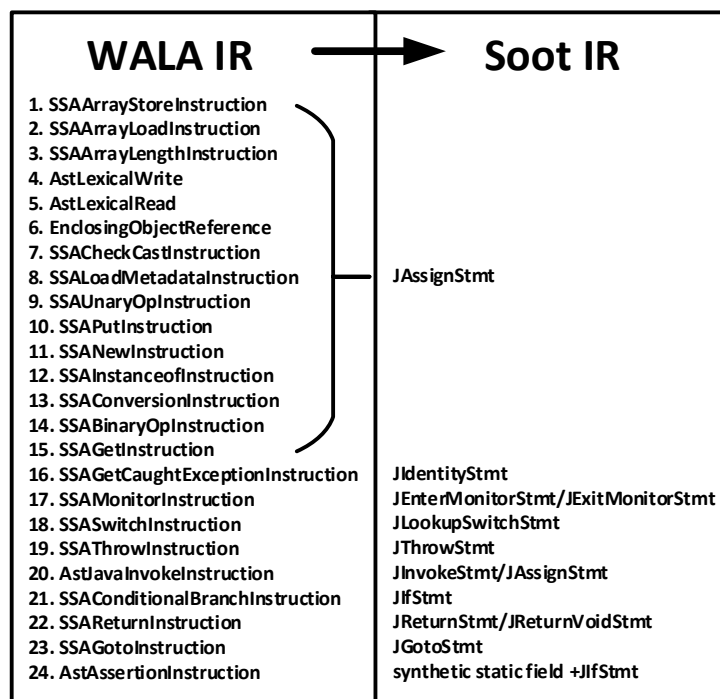 WALA IR Soot IR
1. SSAArrayStoreInstruction
2. SSAArrayLoadInstruction
3. SSAArrayLengthInstruction
4. AstLexicalWrite
5. AstLexicalRead
6. EnclosingObjectReference
7. SSACheckCastInstruction
8. SSALoadMetadataInstruction JAssignStmt
9. SSAUnaryOpInstruction
10. SSAPutInstruction
11. SSANewInstruction
12. SSAInstanceofInstruction
13. SSAConversionInstruction
14. SSABinaryOpInstruction
15. SSAGetInstruction
16. SSAGetCaughtExceptionInstruction JIdentityStmt
17. SSAMonitorInstruction JEnterMonitorStmt/JExitMonitorStmt
18. SSASwitchInstruction JLookupSwitchStmt
19. SSAThrowInstruction JThrowStmt
20. AstJavaInvokeInstruction JInvokeStmt/JAssignStmt
21. SSAConditionalBranchInstruction JIfStmt
22. SSAReturnInstruction JReturnStmt/JReturnVoidStmt
23. SSAGotoInstruction JGotoStmt
24. AstAssertionInstruction synthetic static field +JIfStmt